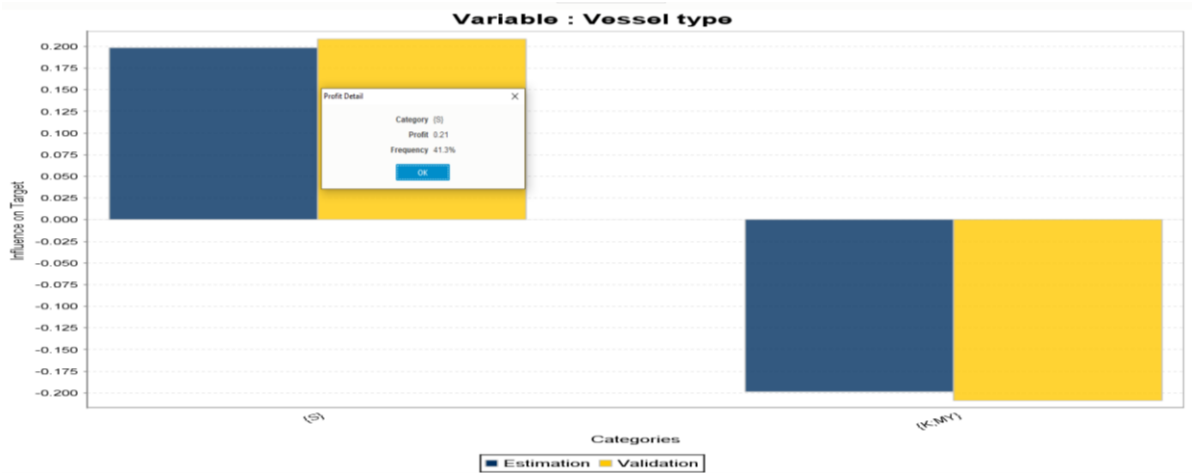 Variable : Vessel type
0.200
0.175
0.150
0.125
0.100
0.075
0.050
0.025
0.000
-0.025
-0.050
-0.075
-0.100
-0.125
-0.150
-0.175
-0.200
Influence on Target
Profit Detail
Category {S}
Profit 0.21
Frequency 41.3%
OK
{S}
{K;MY}
Categories
Estimation Validation